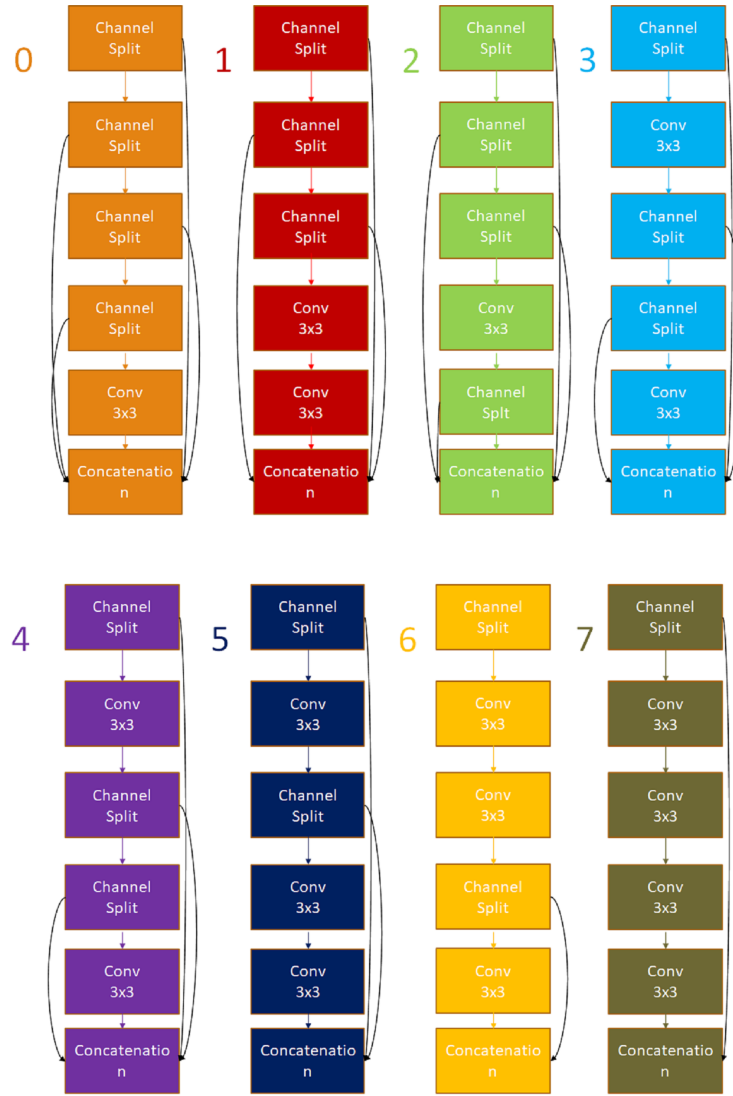 0
Channel
Split
Channel
Split
Channel
Split
Channel
Split
Conv
3x3
Concatenatio
n
1
Channel
Split
Channel
Split
Channel
Split
Conv
3x3
Conv
3x3
Concatenatio
n
2
Channel
Split
Channel
Split
Channel
Split
Conv
3x3
Channel
Splt
Concatenatio
n
3
Channel
Split
Conv
3x3
Channel
Split
Channel
Split
Conv
3x3
Concatenatio
n
4
Channel
Split
Conv
3x3
Channel
Split
Channel
Split
Conv
3x3
Concatenatio
n
5
Channel
Split
Conv
3x3
Channel
Split
Conv
3x3
Conv
3x3
Concatenatio
n
6
Channel
Split
Conv
3x3
Conv
3x3
Channel
Split
Conv
3x3
Concatenatio
n
7
Channel
Split
Conv
3x3
Conv
3x3
Conv
3x3
Conv
3x3
Concatenatio
n